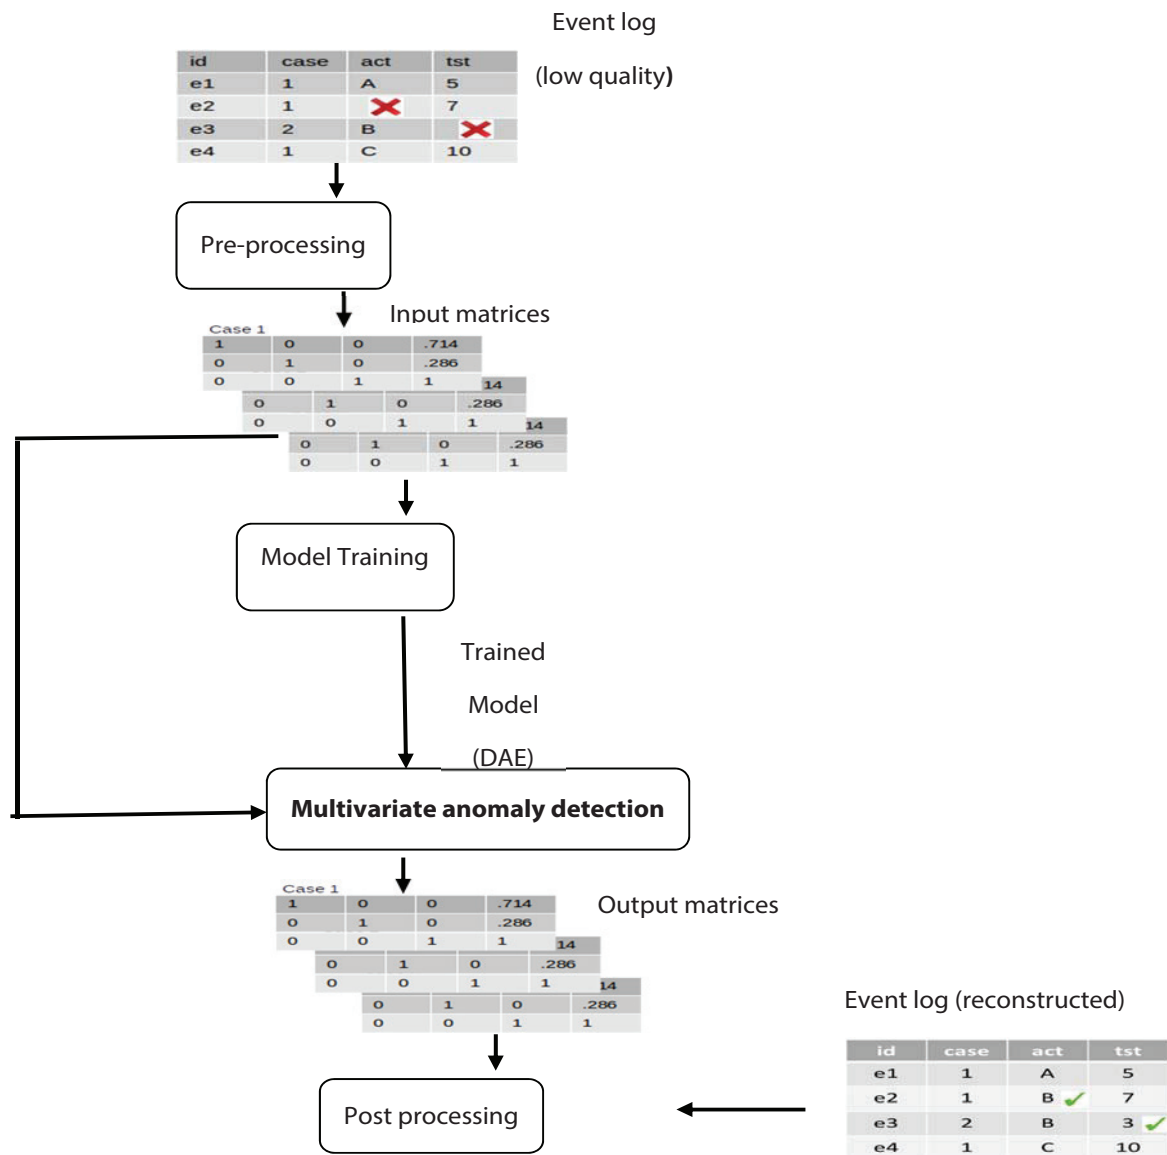 Event log
(low quality)
id case act tst
e1 1 A 5
e2 1 7
e3 2 B
e4 1 C 10
Pre-processing
Input matrices
Case 1
1 0 0 .714
0 1 0 .286
0 0 1 1 14
0 1 0 .286
0 0 1 1 14
0 1 0 .286
0 0 1 1
Model Training
Trained
Model
(DAE)
Multivariate anomaly detection
Case 1
1 0 0 .714
0 1 0 .286
0 0 1 1 14
0 1 0 .286
0 0 1 1 14
0 1 0 .286
0 0 1 1
Output matrices
Post processing
Event log (reconstructed)
id case act tst
e1 1 A 5
e2 1 B 7
e3 2 B 3
e4 1 C 10